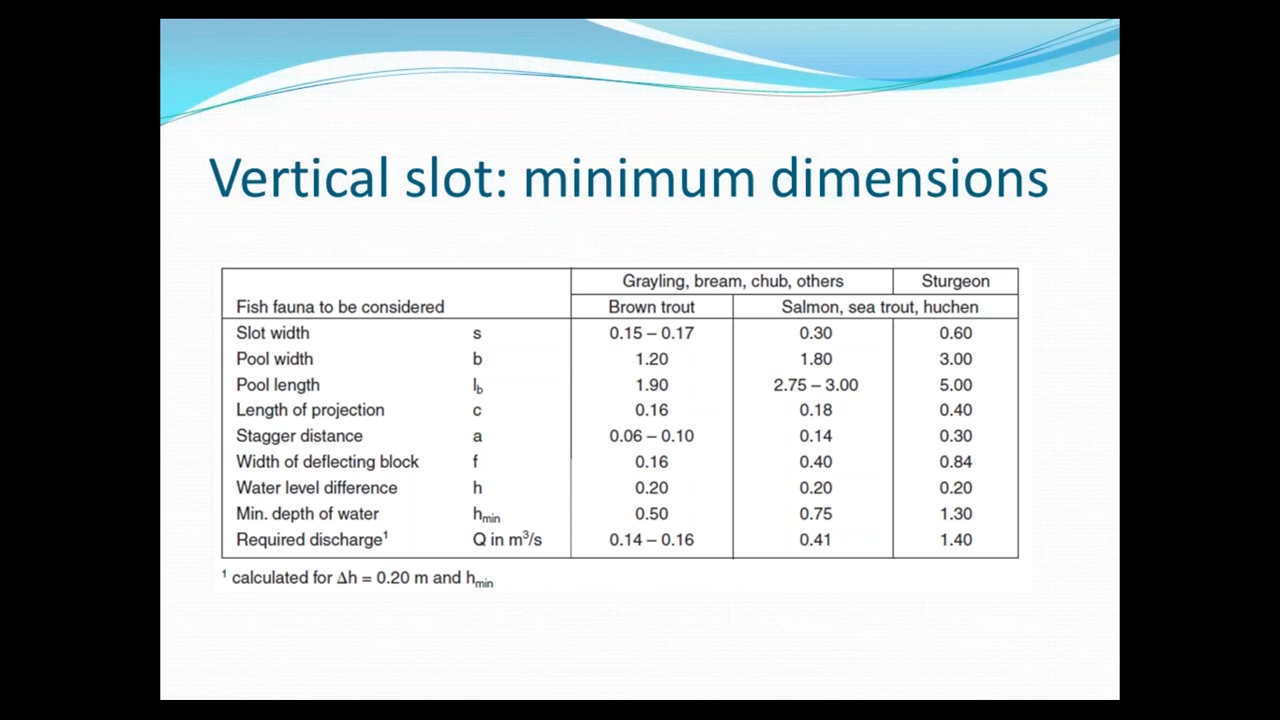 Vertical slot: minimum dimensions
Grayling, bream, chub, others Sturgeon
Fish fauna to be considered Brown trout Salmon, sea trout, huchen
Slot width s 0.15 – 0.17 0.30 0.60
Pool width b 1.20 1.80 3.00
Pool length lb 1.90 2.75 – 3.00 5.00
Length of projection c 0.16 0.18 0.40
Stagger distance a 0.06 – 0.10 0.14 0.30
Width of deflecting block f 0.16 0.40 0.84
Water level difference h 0.20 0.20 0.20
Min. depth of water hmin 0.50 0.75 1.30
Required discharge¹ Q in m³/s 0.14 – 0.16 0.41 1.40
¹ calculated for Δh = 0.20 m and hmin